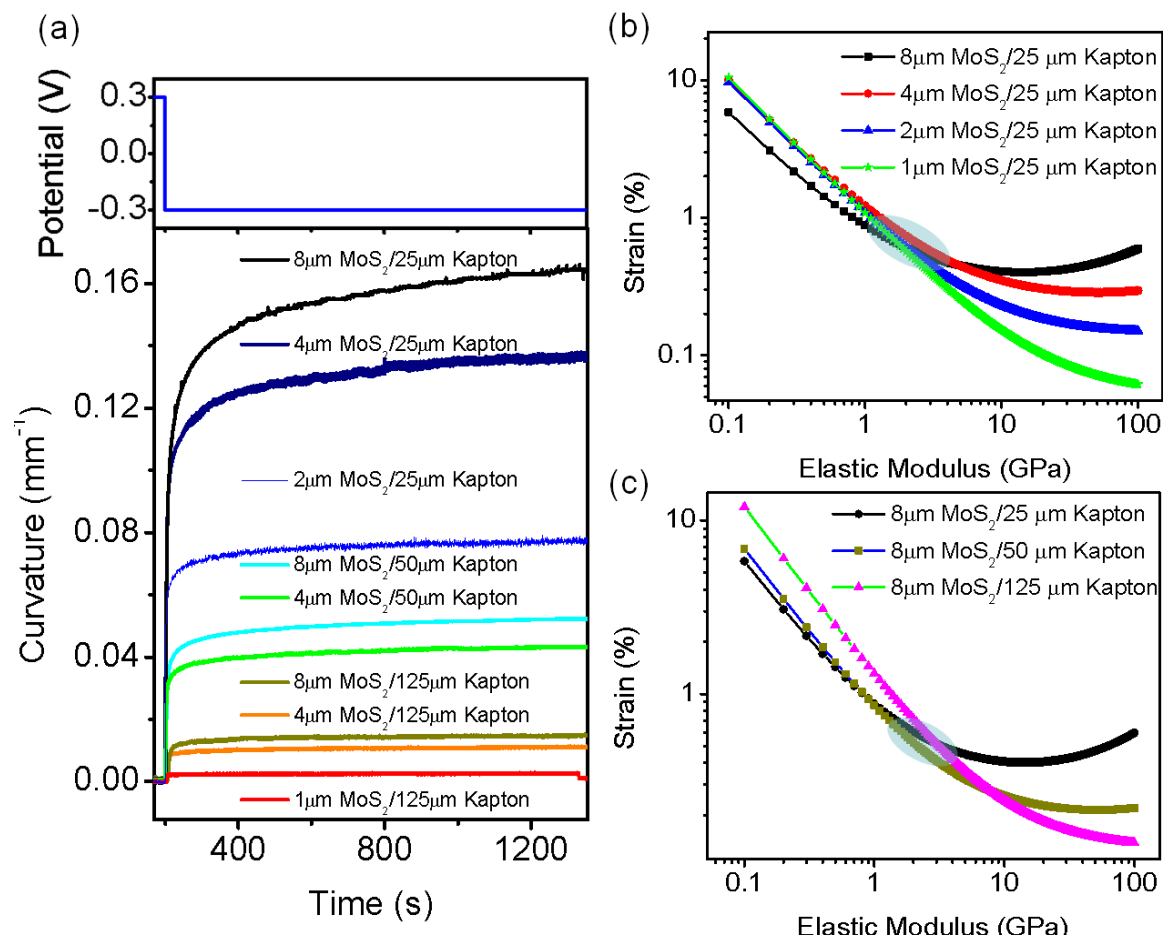 (a)
0.3
0.0
-0.3
Potential (V)
8μm MoS₂/25μm Kapton
4μm MoS₂/25μm Kapton
2μm MoS₂/25μm Kapton
8μm MoS₂/50μm Kapton
4μm MoS₂/50μm Kapton
8μm MoS₂/125μm Kapton
4μm MoS₂/125μm Kapton
1μm MoS₂/125μm Kapton
0.16
0.12
0.08
0.04
0.00
Curvature (mm⁻¹)
400 800 1200
Time (s)
(b)
8μm MoS₂/25 μm Kapton
4μm MoS₂/25 μm Kapton
2μm MoS₂/25 μm Kapton
1μm MoS₂/25 μm Kapton
10
1
0.1
Strain (%)
0.1 1 10 100
Elastic Modulus (GPa)
(c)
8μm MoS₂/25 μm Kapton
8μm MoS₂/50 μm Kapton
8μm MoS₂/125 μm Kapton
10
1
Strain (%)
0.1 1 10 100
Elastic Modulus (GPa)